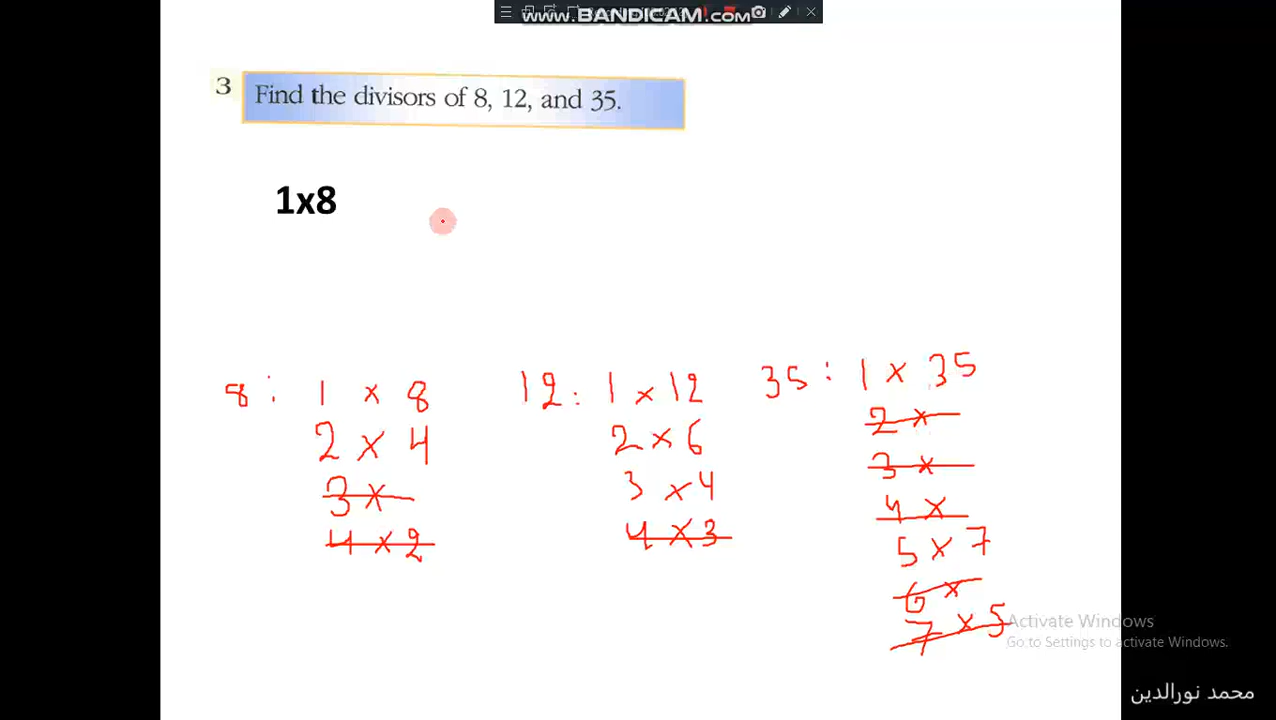 WWW.BANDICAM.COM
3 Find the divisors of 8, 12, and 35.
1x8
8 : 1 x 8
2 x 4
3 x
4 x 2
12 : 1 x 12
2 x 6
3 x 4
4 x 3
35 : 1 x 35
2 x
3 x
4 x
5 x 7
6 x
7 x 5
Activate Windows
Go to Settings to activate Windows.
محمد نورالدين